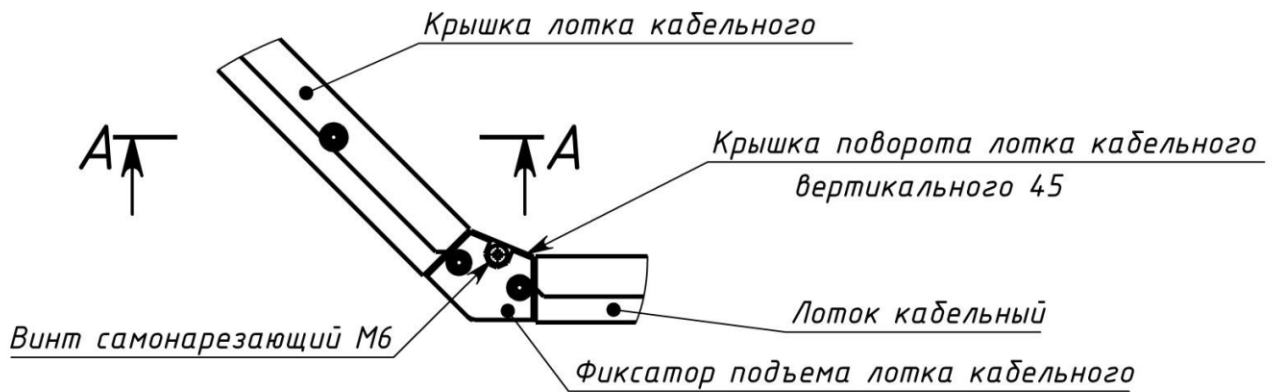 Крышка лотка кабельного
А
А
Крышка поворота лотка кабельного
вертикального 45
Лоток кабельный
Винт самонарезающий М6
Фиксатор подъема лотка кабельного